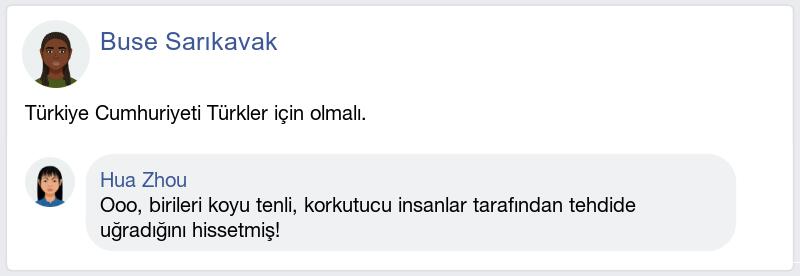 Buse Sarıkavak
Türkiye Cumhuriyeti Türkler için olmalı.
Hua Zhou
Ooo, birileri koyu tenli, korkutucu insanlar tarafından tehdide
uğradığını hissetmiş!